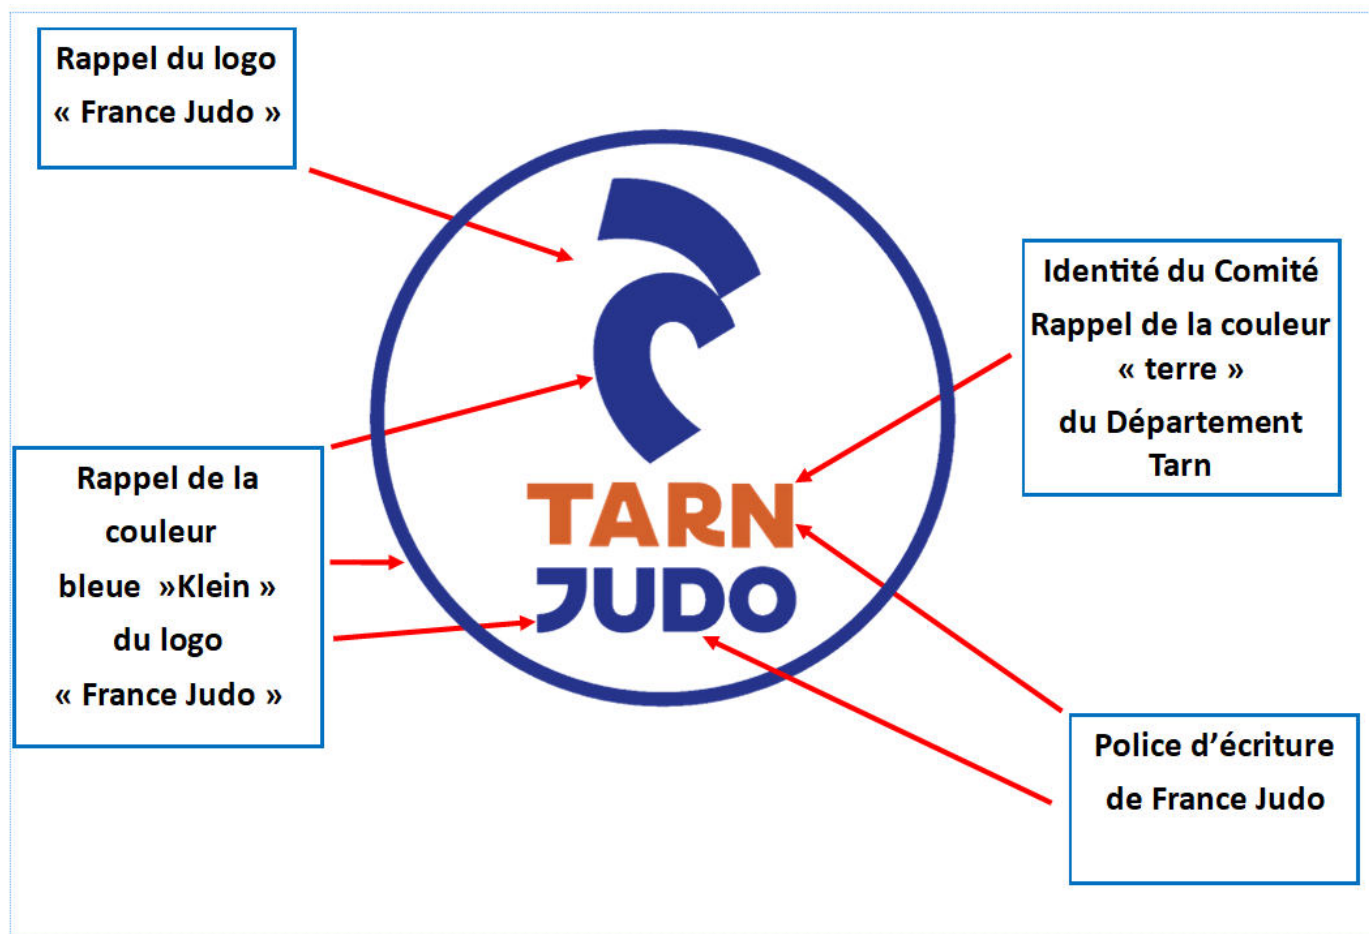 Rappel du logo
« France Judo »
Identité du Comité
Rappel de la couleur
« terre »
du Département
Tarn
Rappel de la
couleur
bleue »Klein »
du logo
« France Judo »
TARN
JUDO
Police d’écriture
de France Judo